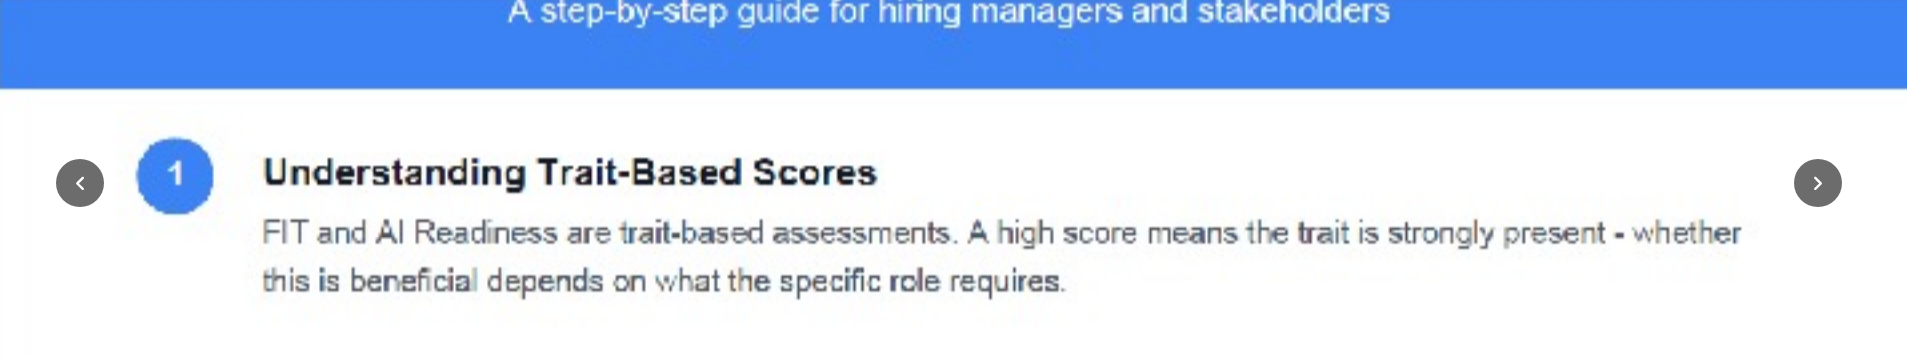 A step-by-step guide for hiring managers and stakeholders
1
Understanding Trait-Based Scores
FIT and AI Readiness are trait-based assessments. A high score means the trait is strongly present - whether
this is beneficial depends on what the specific role requires.